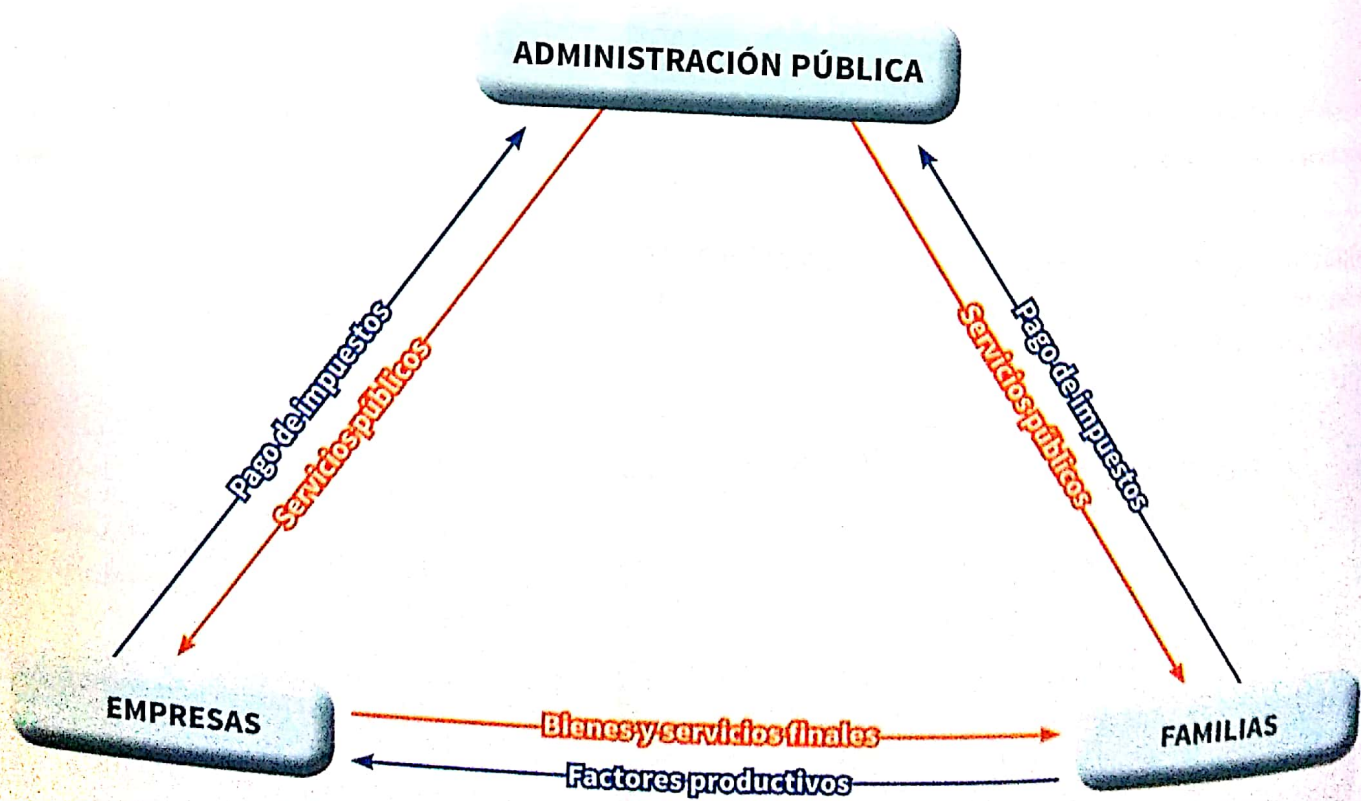 ADMINISTRACIÓN PÚBLICA
Pago de impuestos
Servicios públicos
Servicios públicos
Pago de impuestos
EMPRESAS
Bienes y servicios finales
Factores productivos
FAMILIAS